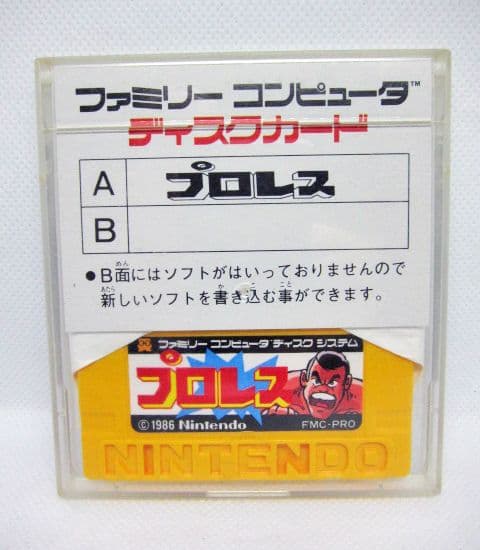 ファミリー コンピュータ™
ディスクカード
A プロレス
B
●B面にはソフトがはいっておりませんので
新しいソフトを書き込む事ができます。
ファミリー コンピュータ ディスク システム
プロレス
©1986 Nintendo FMC-PRO
NINTENDO